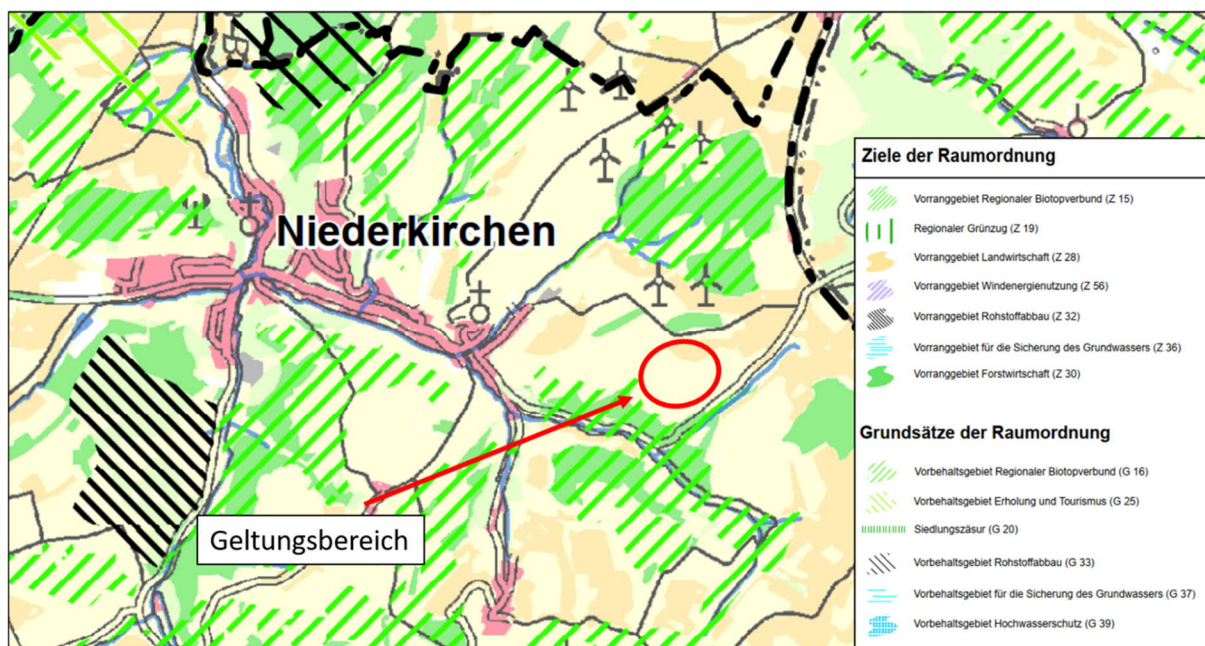 Niederkirchen
Geltungsbereich
Ziele der Raumordnung
Vorranggebiet Regionaler Biotopverbund (Z 15)
Regionaler Grünzug (Z 19)
Vorranggebiet Landwirtschaft (Z 28)
Vorranggebiet Windenergienutzung (Z 56)
Vorranggebiet Rohstoffabbau (Z 32)
Vorranggebiet für die Sicherung des Grundwassers (Z 36)
Vorranggebiet Forstwirtschaft (Z 30)
Grundsätze der Raumordnung
Vorbehaltsgebiet Regionaler Biotopverbund (G 16)
Vorbehaltsgebiet Erholung und Tourismus (G 25)
Siedlungszäsur (G 20)
Vorbehaltsgebiet Rohstoffabbau (G 33)
Vorbehaltsgebiet für die Sicherung des Grundwassers (G 37)
Vorbehaltsgebiet Hochwasserschutz (G 39)